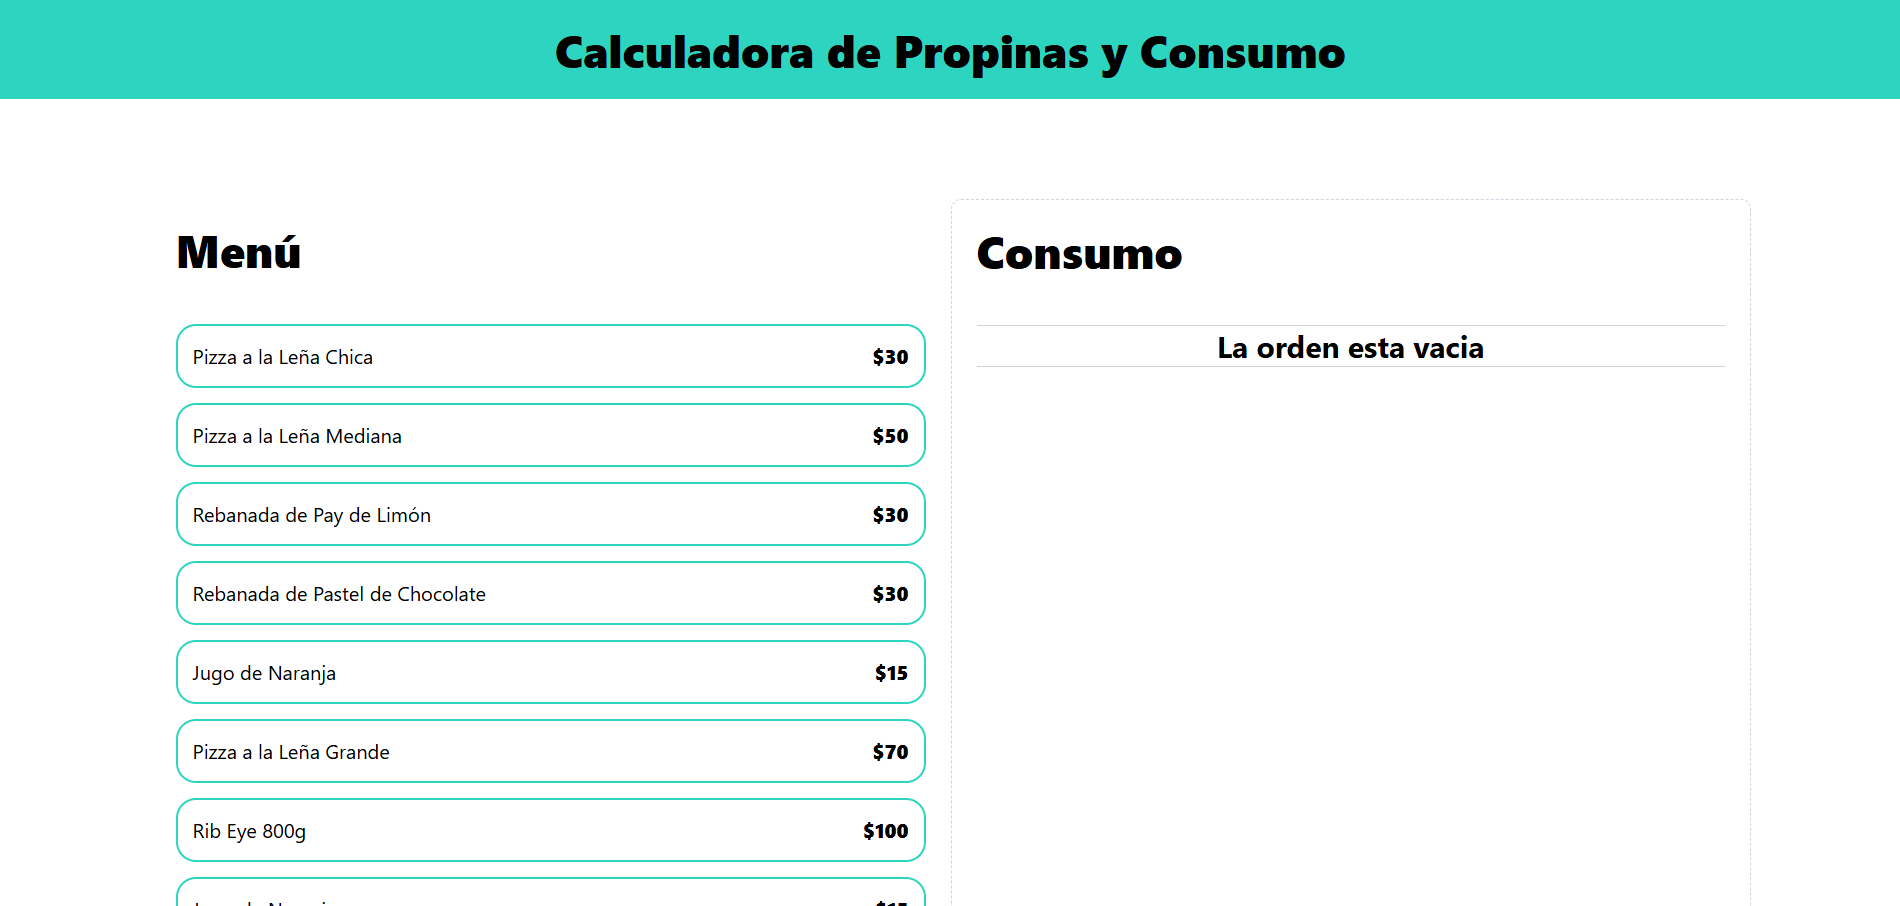 Calculadora de Propinas y Consumo
Menú
Pizza a la Leña Chica $30
Pizza a la Leña Mediana $50
Rebanada de Pay de Limón $30
Rebanada de Pastel de Chocolate $30
Jugo de Naranja $15
Pizza a la Leña Grande $70
Rib Eye 800g $100
Consumo
La orden esta vacia